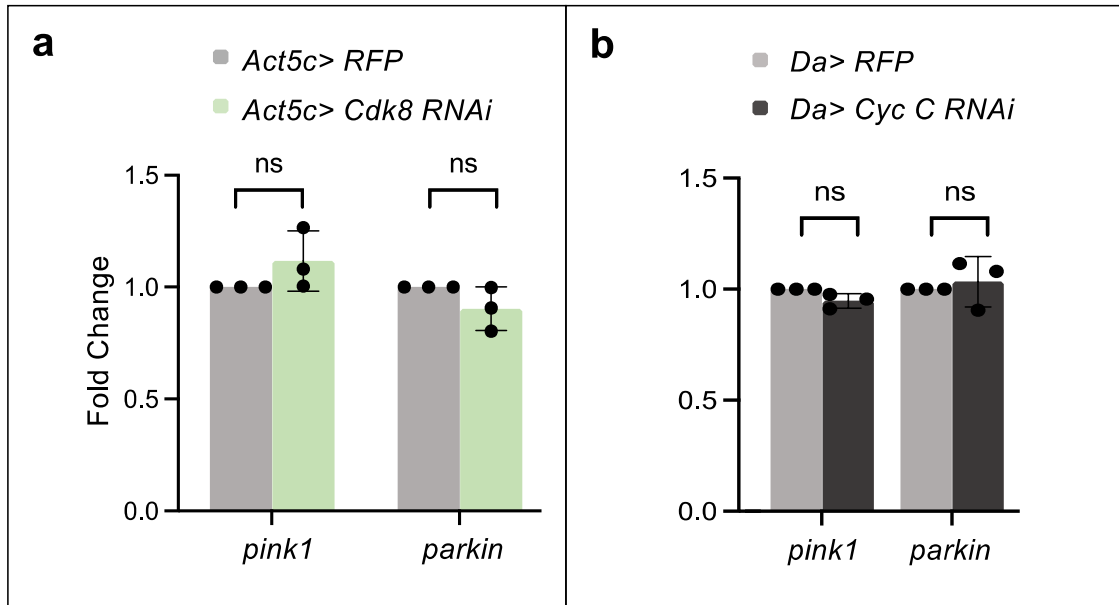 a
Act5c> RFP
Act5c> Cdk8 RNAi
Fold Change
1.5
1.0
0.5
0.0
ns
ns
pink1
parkin
b
Da> RFP
Da> Cyc C RNAi
1.5
1.0
0.5
0.0
ns
ns
pink1
parkin